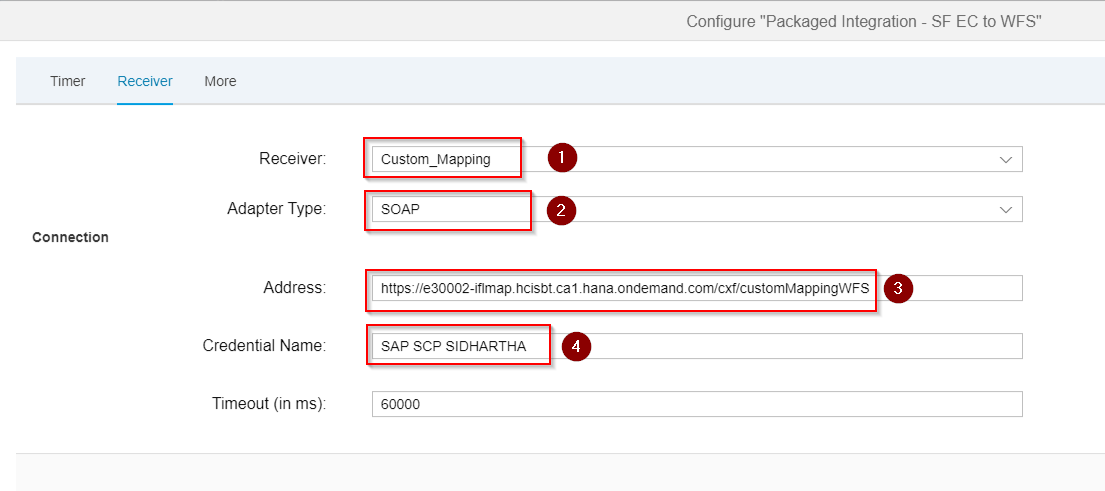 Configure "Packaged Integration - SF EC to WFS"
Timer Receiver More
Receiver: Custom_Mapping 1
Adapter Type: SOAP 2
Connection
Address: https://e30002-iflmap.hcisbt.ca1.hana.ondemand.com/cxf/customMappingWFS 3
Credential Name: SAP SCP SIDHARTHA 4
Timeout (in ms): 60000